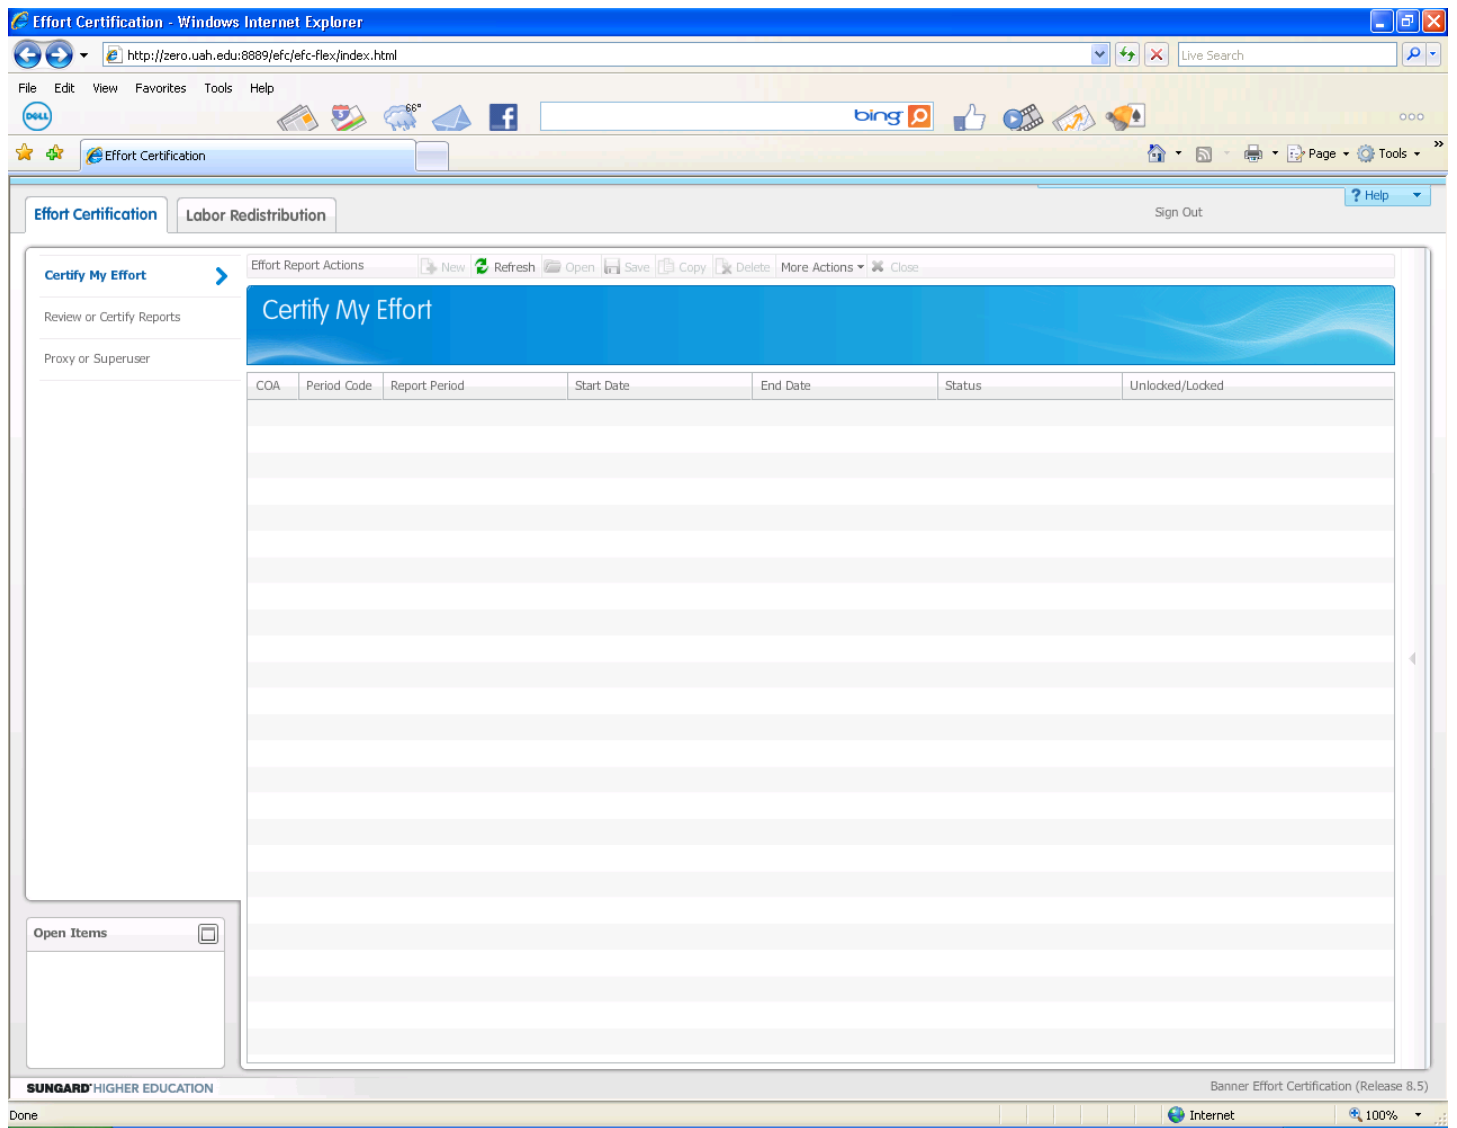 Effort Certification - Windows Internet Explorer
http://zero.uah.edu:8889/efc/efc-flex/index.html
Live Search
File Edit View Favorites Tools Help
DELL
66°
bing
Effort Certification
Page
Tools
Effort Certification
Labor Redistribution
Sign Out
? Help
Certify My Effort
Review or Certify Reports
Proxy or Superuser
Effort Report Actions New Refresh Open Save Copy Delete More Actions Close
Certify My Effort
COA Period Code Report Period Start Date End Date Status Unlocked/Locked
Open Items
SUNGARD HIGHER EDUCATION
Banner Effort Certification (Release 8.5)
Done
Internet
100%